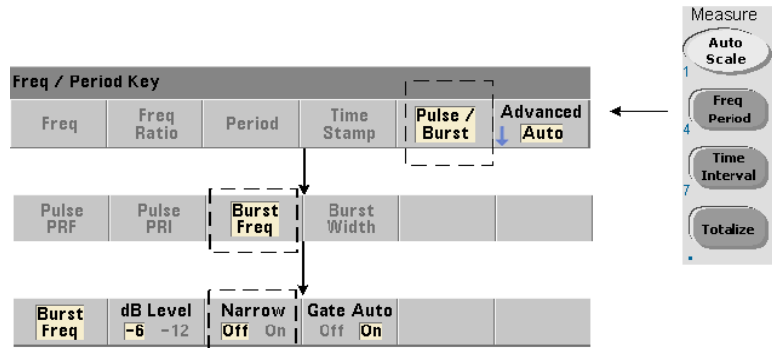 Measure
Auto
Scale
1
Freq
Period
4
Time
Interval
7
Totalize
.
Freq / Period Key
Freq
Freq
Ratio
Period
Time
Stamp
Pulse /
Burst
Advanced
Auto
Pulse
PRF
Pulse
PRI
Burst
Freq
Burst
Width
Burst
Freq
dB Level
-6 -12
Narrow
Off On
Gate Auto
Off On